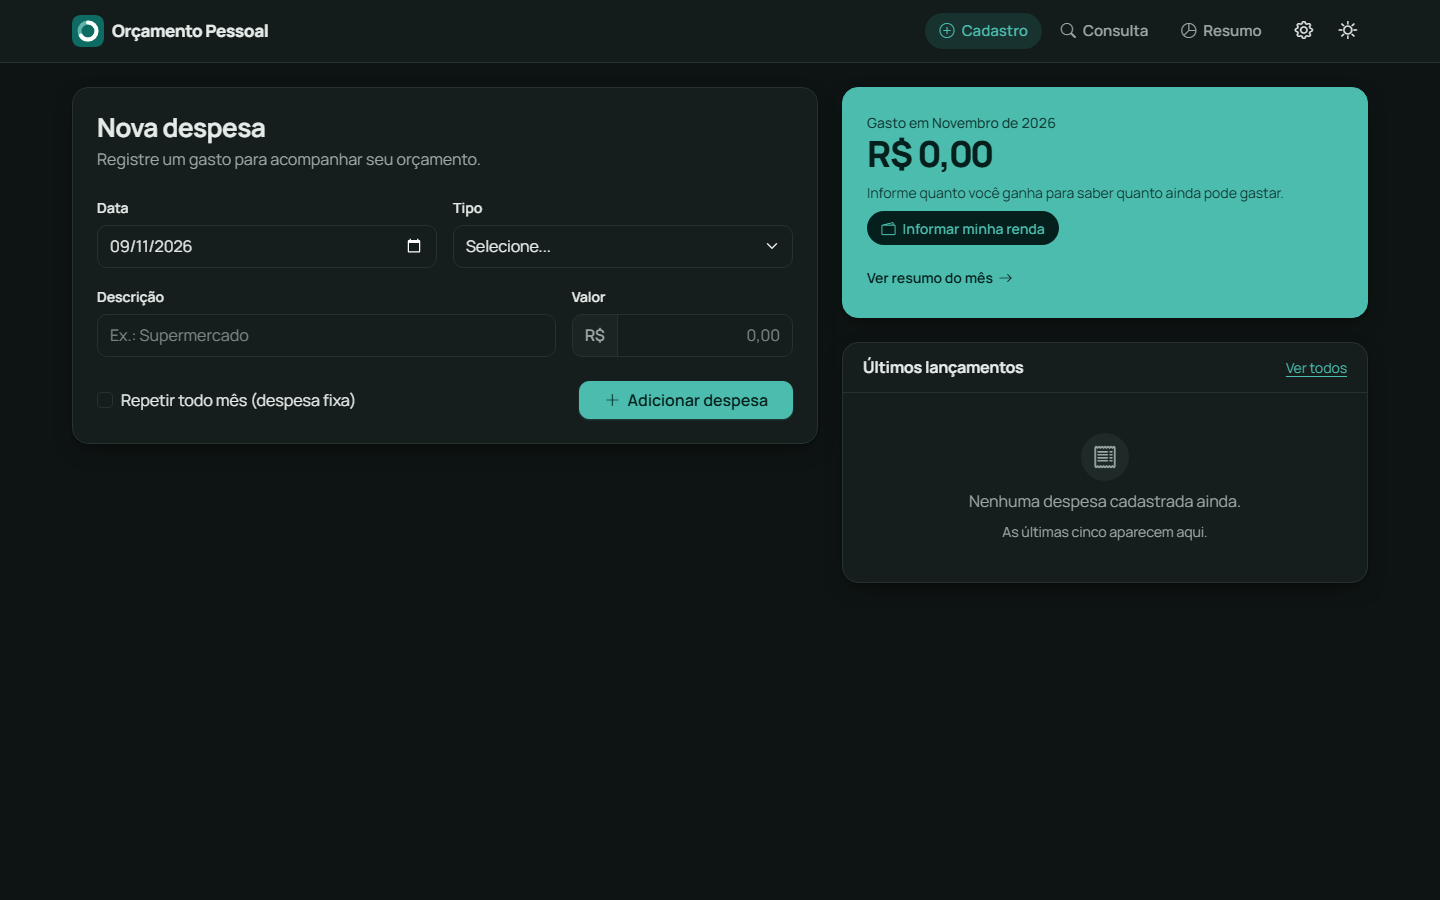 Orçamento Pessoal
Cadastro
Consulta
Resumo
Nova despesa
Registre um gasto para acompanhar seu orçamento.
Data
Tipo
09/11/2026
Selecione...
Descrição
Valor
Ex.: Supermercado
R$
0,00
Repetir todo mês (despesa fixa)
Adicionar despesa
Gasto em Novembro de 2026
R$ 0,00
Informe quanto você ganha para saber quanto ainda pode gastar.
Informar minha renda
Ver resumo do mês
Últimos lançamentos
Ver todos
Nenhuma despesa cadastrada ainda.
As últimas cinco aparecem aqui.